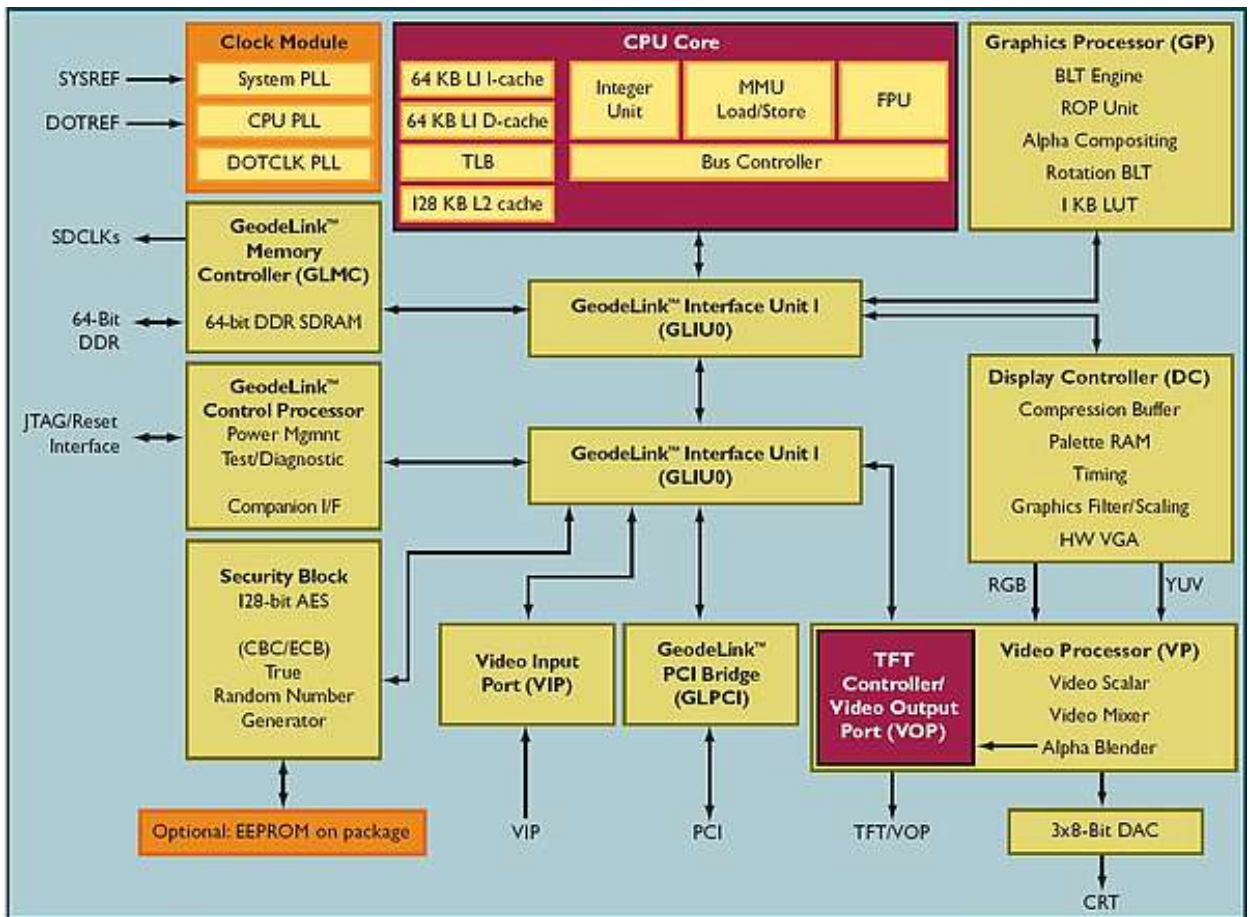 Clock Module
System PLL
CPU PLL
DOTCLK PLL
SYSREF
DOTREF
CPU Core
64 KB LI I-cache
64 KB LI D-cache
TLB
I28 KB L2 cache
Integer
Unit
MMU
Load/Store
FPU
Bus Controller
Graphics Processor (GP)
BLT Engine
ROP Unit
Alpha Compositing
Rotation BLT
I KB LUT
SDCLKs
64-Bit
DDR
GeodeLink™
Memory
Controller (GLMC)
64-bit DDR SDRAM
GeodeLink™ Interface Unit I
(GLIU0)
JTAG/Reset
Interface
GeodeLink™
Control Processor
Power Mgmnt
Test/Diagnostic
Companion I/F
GeodeLink™ Interface Unit I
(GLIU0)
Display Controller (DC)
Compression Buffer
Palette RAM
Timing
Graphics Filter/Scaling
HW VGA
RGB
YUV
Security Block
I28-bit AES
(CBC/ECB)
True
Random Number
Generator
Video Input
Port (VIP)
GeodeLink™
PCI Bridge
(GLPCI)
TFT
Controller/
Video Output
Port (VOP)
Video Processor (VP)
Video Scalar
Video Mixer
Alpha Blender
Optional: EEPROM on package
VIP
PCI
TFT/VOP
3x8-Bit DAC
CRT